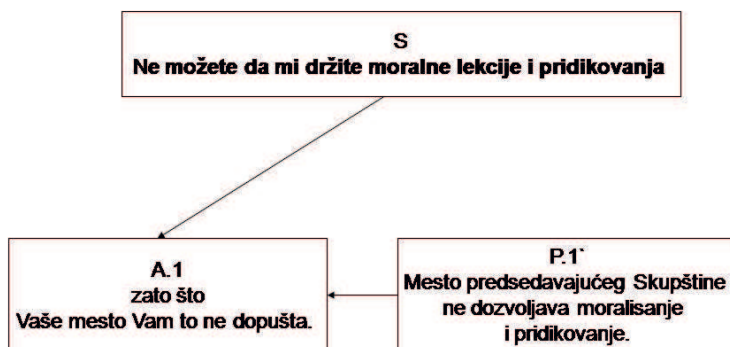 S
Ne možete da mi držite moralne lekcije i pridikovanja
A.1
zato što
Vaše mesto Vam to ne dopušta.
P.1`
Mesto predsedavajućeg Skupštine
ne dozvoljava moralisanje
i pridikovanje.